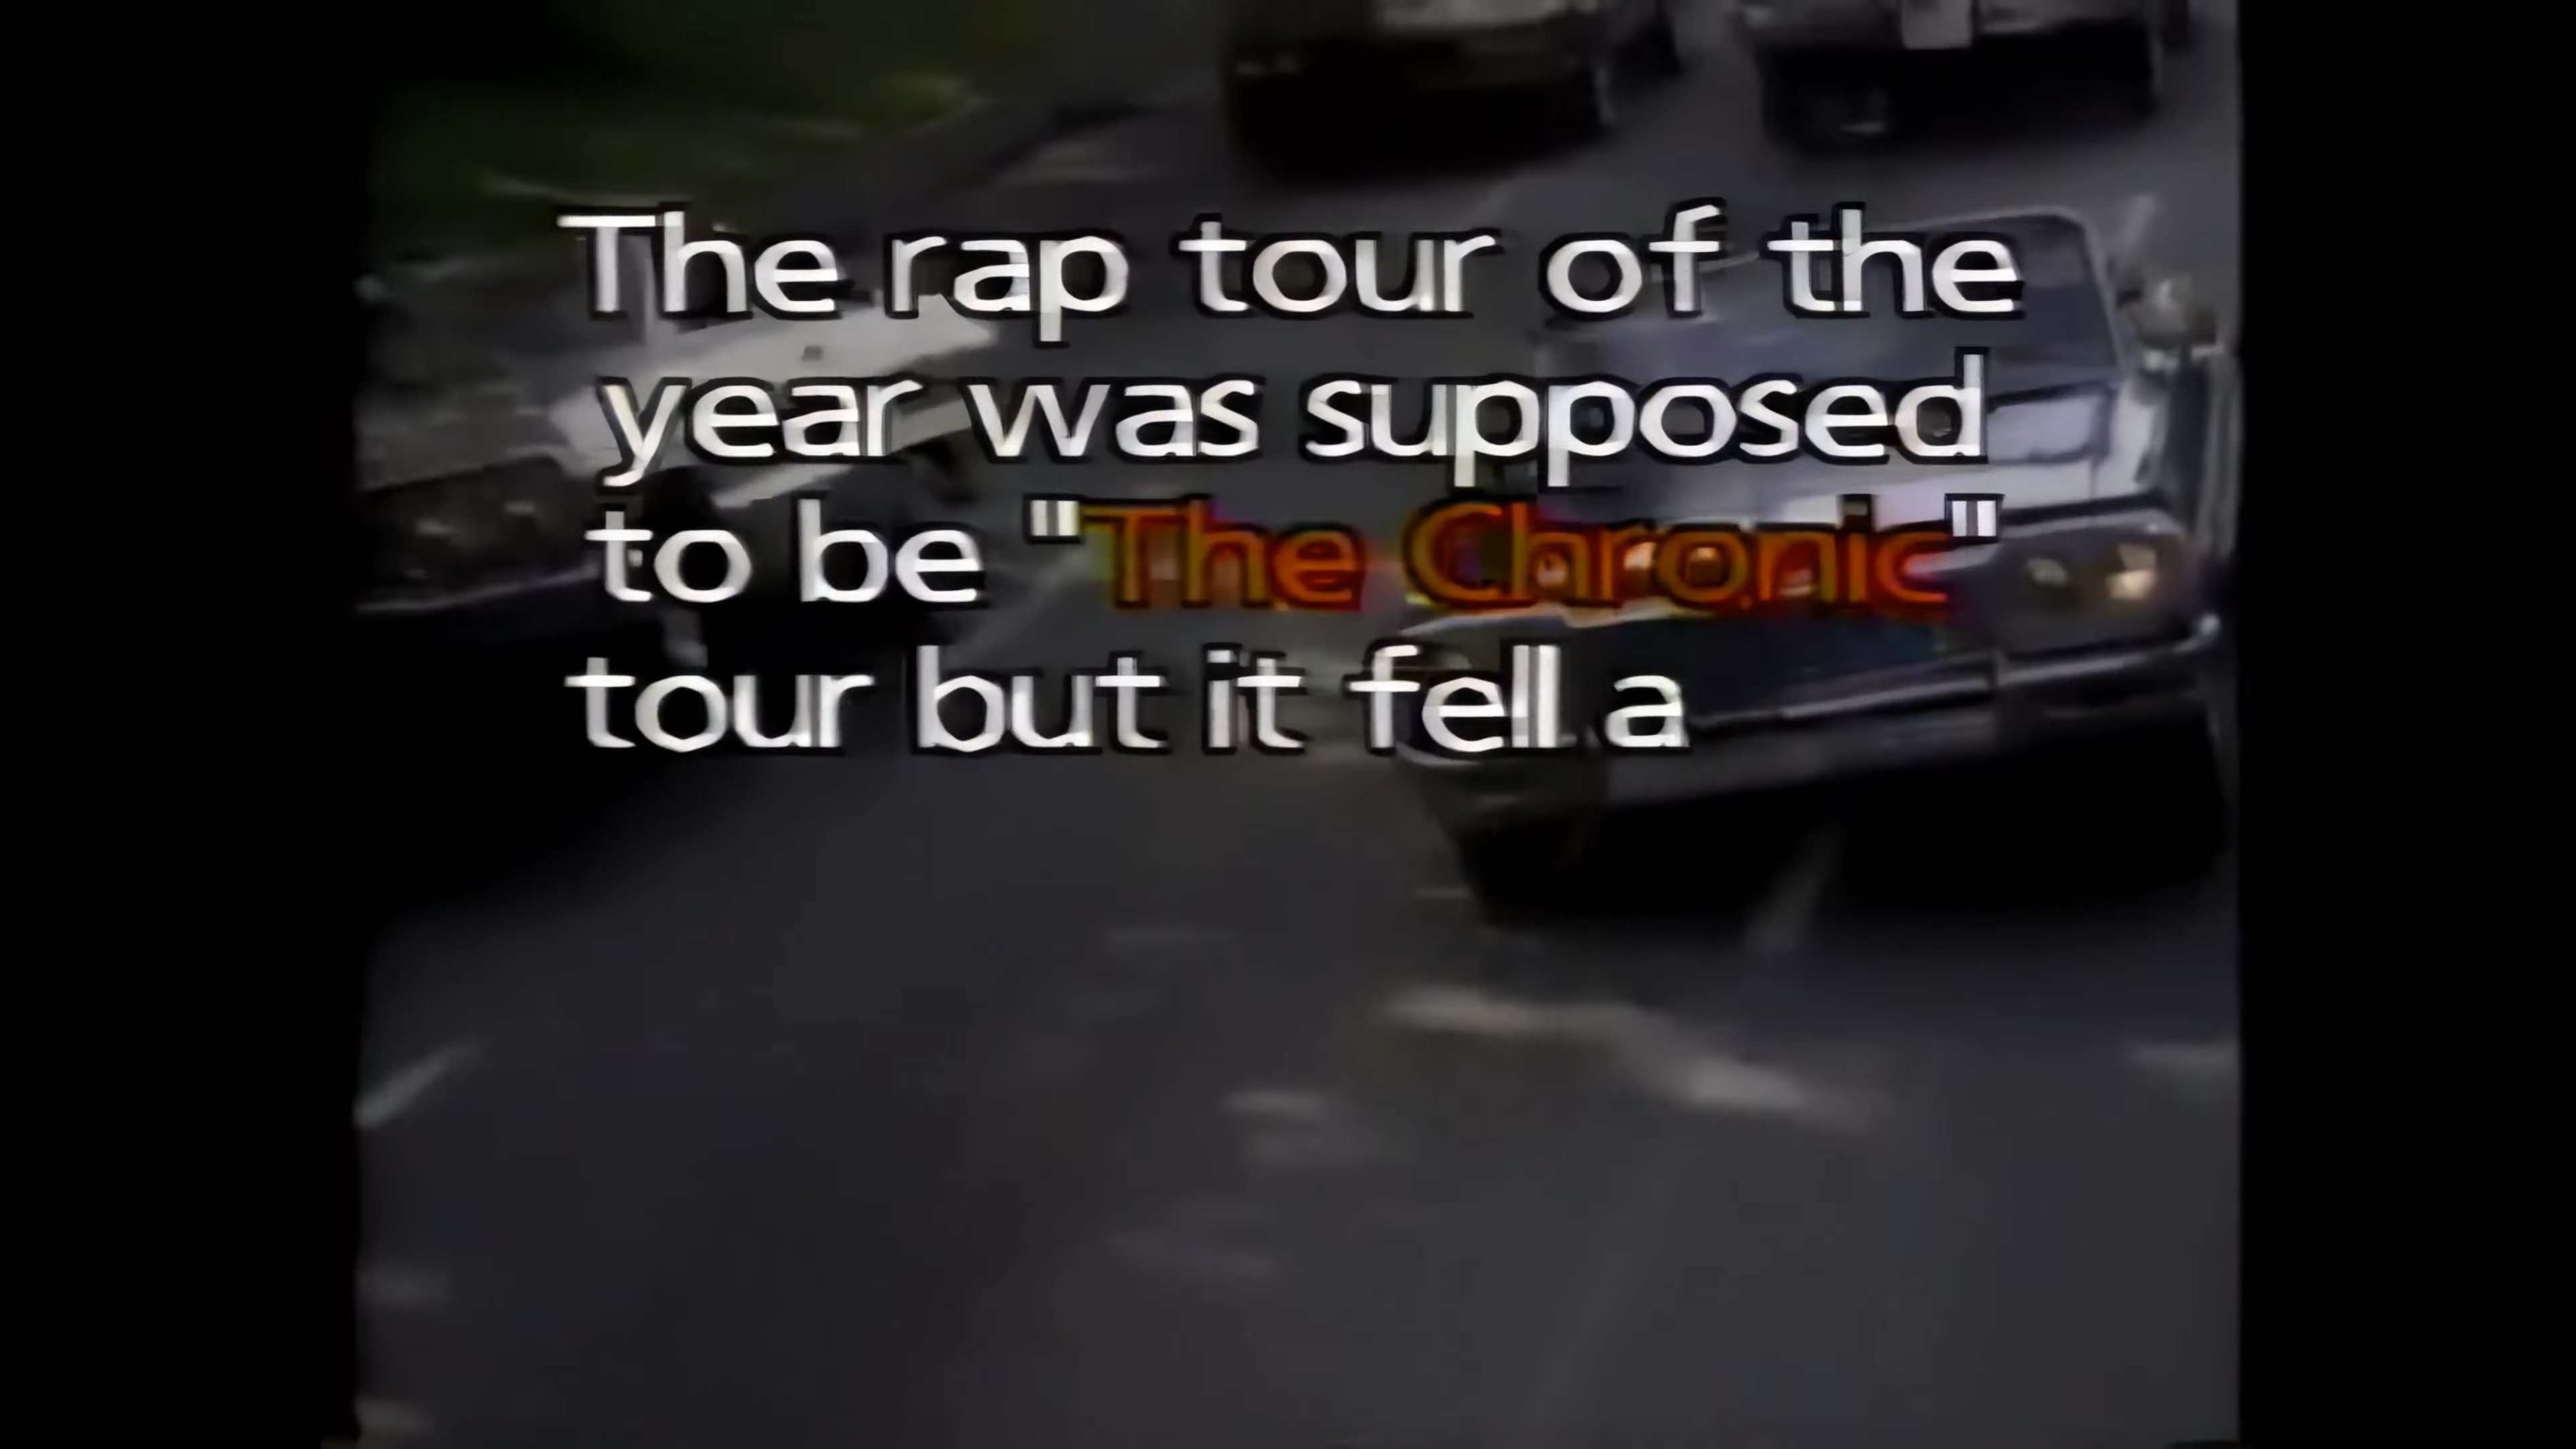 The rap tour of the
year was supposed
to be "The Chronic"
tour but it fell a